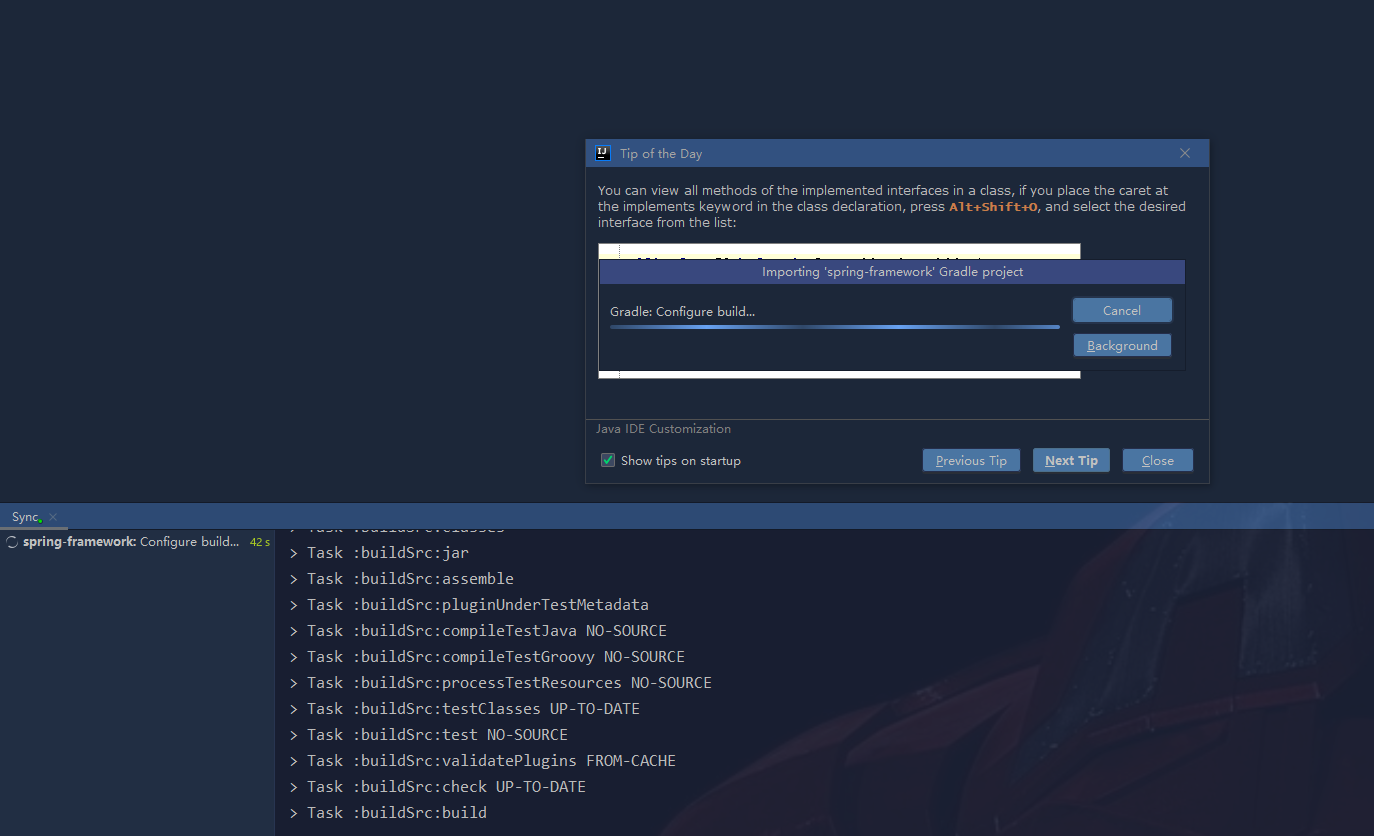 Tip of the Day
You can view all methods of the implemented interfaces in a class, if you place the caret at
the implements keyword in the class declaration, press Alt+Shift+O, and select the desired
interface from the list:
Importing 'spring-framework' Gradle project
Gradle: Configure build...
Cancel
Background
Java IDE Customization
Show tips on startup
Previous Tip
Next Tip
Close
Sync
spring-framework: Configure build... 42 s
> Task :buildSrc:classes
> Task :buildSrc:jar
> Task :buildSrc:assemble
> Task :buildSrc:pluginUnderTestMetadata
> Task :buildSrc:compileTestJava NO-SOURCE
> Task :buildSrc:compileTestGroovy NO-SOURCE
> Task :buildSrc:processTestResources NO-SOURCE
> Task :buildSrc:testClasses UP-TO-DATE
> Task :buildSrc:test NO-SOURCE
> Task :buildSrc:validatePlugins FROM-CACHE
> Task :buildSrc:check UP-TO-DATE
> Task :buildSrc:build